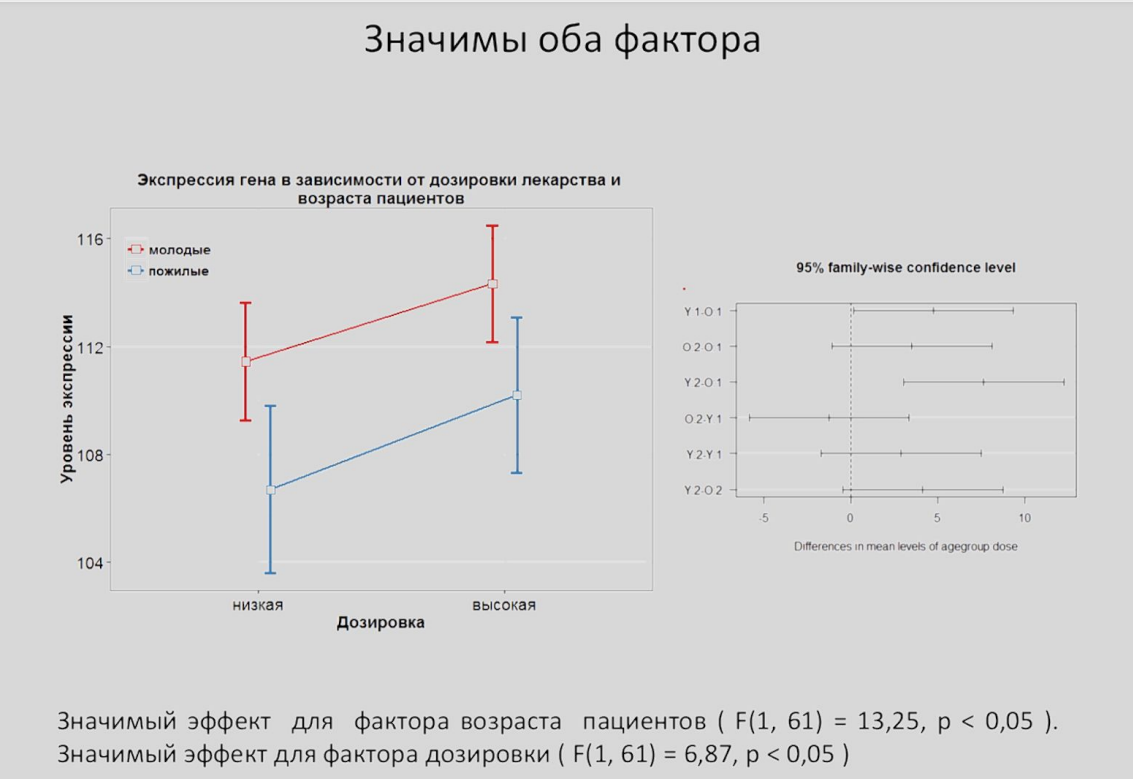 Значимы оба фактора
Экспрессия гена в зависимости от дозировки лекарства и
возраста пациентов
116
112
108
104
Уровень экспрессии
молодые
пожилые
низкая
высокая
Дозировка
95% family-wise confidence level
Y1-O1
O2-O1
Y2-O1
O2-Y1
Y2-Y1
Y2-O2
-5 0 5 10
Differences in mean levels of agegroup dose
Значимый эффект для фактора возраста пациентов ( F(1, 61) = 13,25, p < 0,05 ).
Значимый эффект для фактора дозировки ( F(1, 61) = 6,87, p < 0,05 )